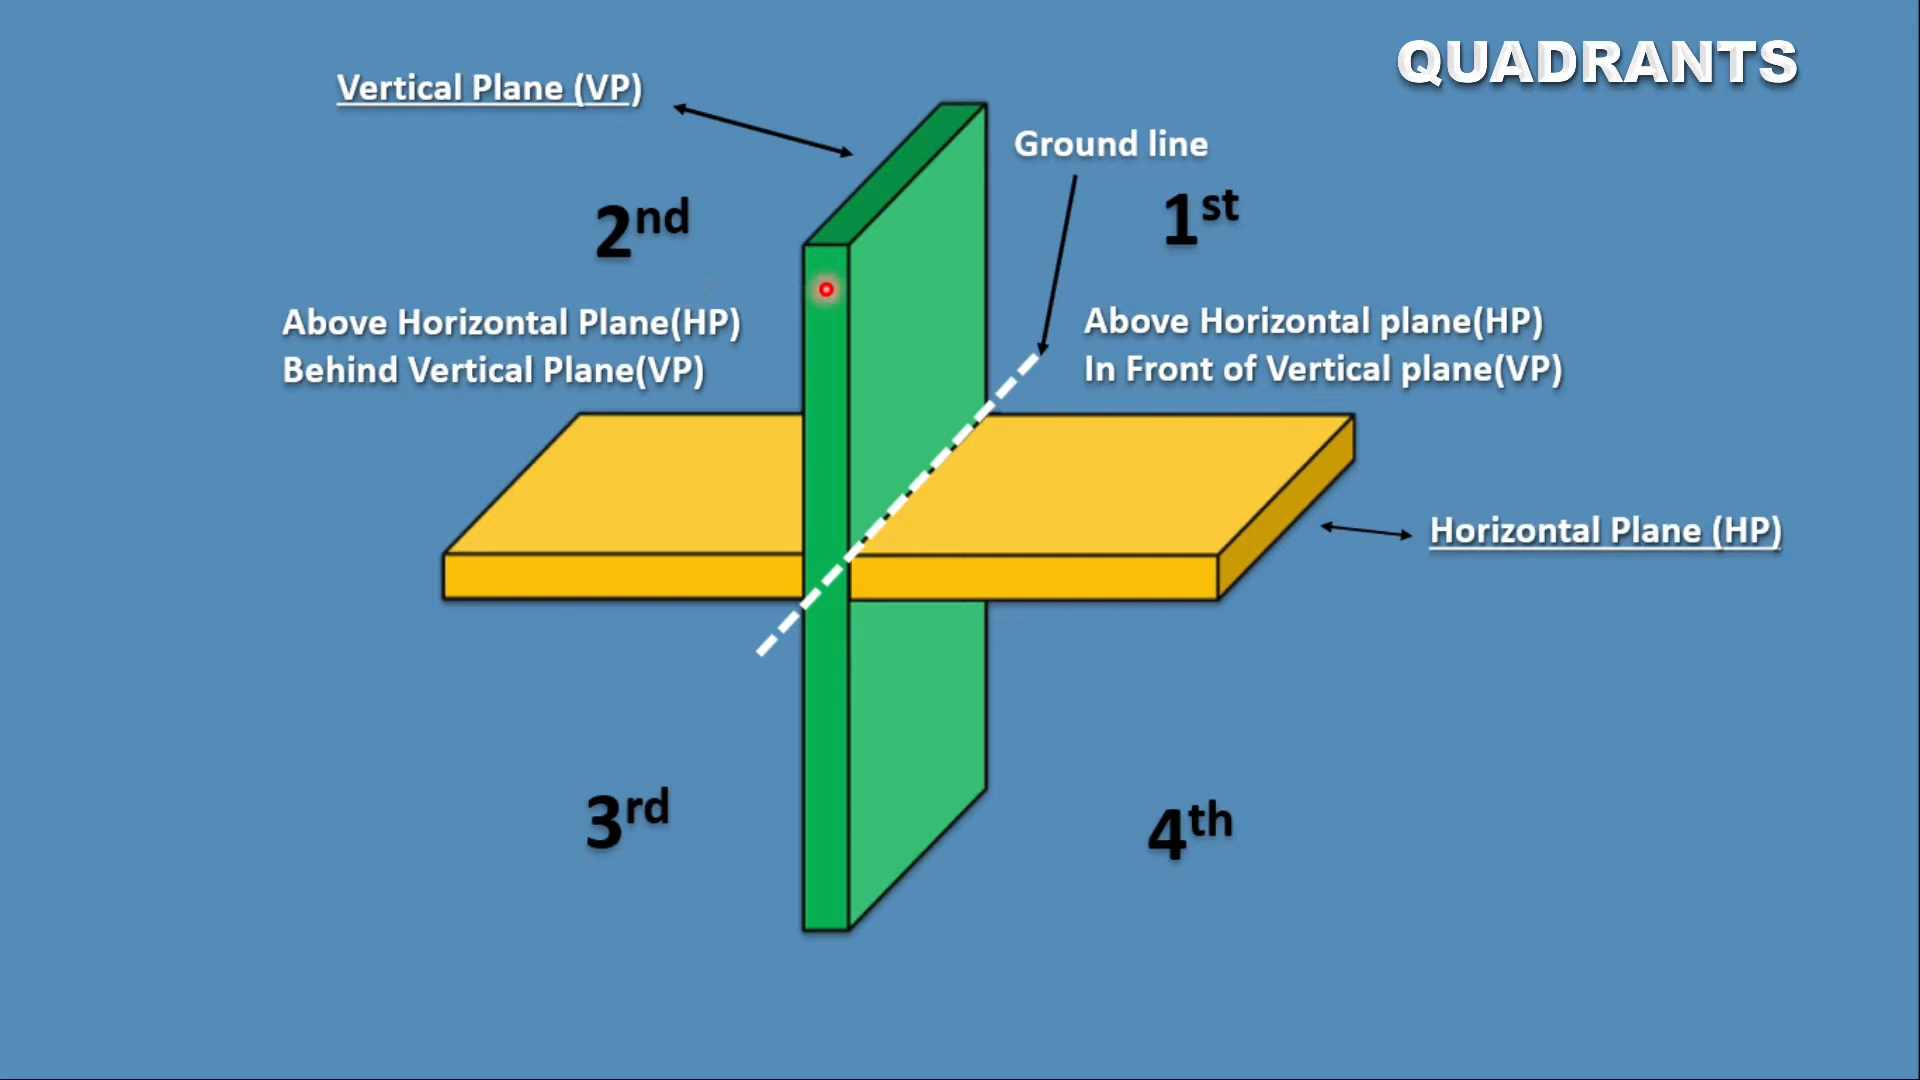 QUADRANTS
Vertical Plane (VP)
Ground line
2nd
1st
Above Horizontal Plane(HP)
Behind Vertical Plane(VP)
Above Horizontal plane(HP)
In Front of Vertical plane(VP)
Horizontal Plane (HP)
3rd
4th